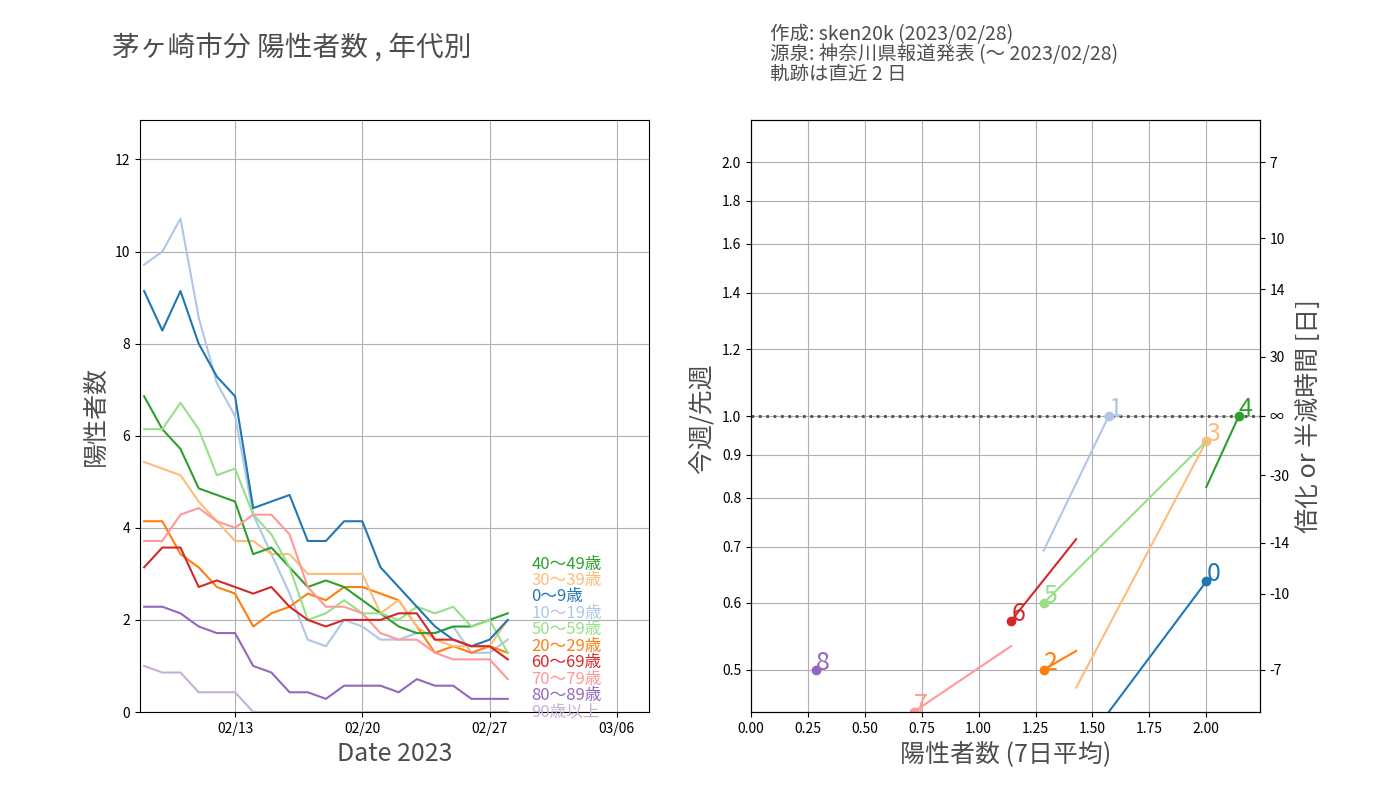 茅ヶ崎市分 陽性者数 , 年代別
作成: sken20k (2023/02/28)
源泉: 神奈川県報道発表 (～ 2023/02/28)
軌跡は直近 2 日
陽性者数
12
10
8
6
4
2
0
40～49歳
30～39歳
0～9歳
10～19歳
50～59歳
20～29歳
60～69歳
70～79歳
80～89歳
90歳以上
02/13
02/20
02/27
03/06
Date 2023
今週/先週
2.0
1.8
1.6
1.4
1.2
1.0
0.9
0.8
0.7
0.6
0.5
1
4
3
0
5
6
2
8
7
7
10
14
30
∞
-30
-14
-10
-7
倍化 or 半減時間 [日]
0.00
0.25
0.50
0.75
1.00
1.25
1.50
1.75
2.00
陽性者数 (7日平均)